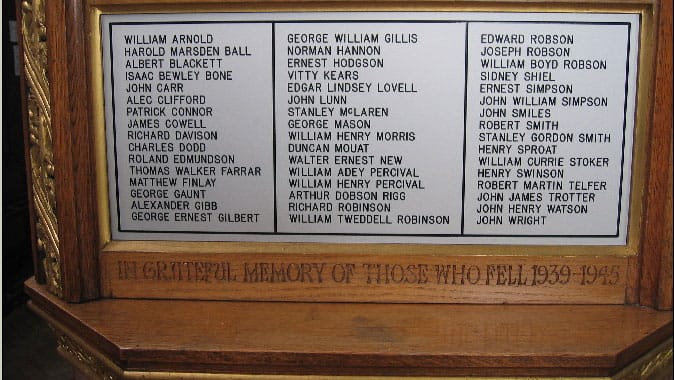 WILLIAM ARNOLD
HAROLD MARSDEN BALL
ALBERT BLACKETT
ISAAC BEWLEY BONE
JOHN CARR
ALEC CLIFFORD
PATRICK CONNOR
JAMES COWELL
RICHARD DAVISON
CHARLES DODD
ROLAND EDMUNDSON
THOMAS WALKER FARRAR
MATTHEW FINLAY
GEORGE GAUNT
ALEXANDER GIBB
GEORGE ERNEST GILBERT
GEORGE WILLIAM GILLIS
NORMAN HANNON
ERNEST HODGSON
VITTY KEARS
EDGAR LINDSEY LOVELL
JOHN LUNN
STANLEY McLAREN
GEORGE MASON
WILLIAM HENRY MORRIS
DUNCAN MOUAT
WALTER ERNEST NEW
WILLIAM ADEY PERCIVAL
WILLIAM HENRY PERCIVAL
ARTHUR DOBSON RIGG
RICHARD ROBINSON
WILLIAM TWEDDELL ROBINSON
EDWARD ROBSON
JOSEPH ROBSON
WILLIAM BOYD ROBSON
SIDNEY SHIEL
ERNEST SIMPSON
JOHN WILLIAM SIMPSON
JOHN SMILES
ROBERT SMITH
STANLEY GORDON SMITH
HENRY SPROAT
WILLIAM CURRIE STOKER
HENRY SWINSON
ROBERT MARTIN TELFER
JOHN JAMES TROTTER
JOHN HENRY WATSON
JOHN WRIGHT
IN GRATEFUL MEMORY OF THOSE WHO FELL 1939-1945